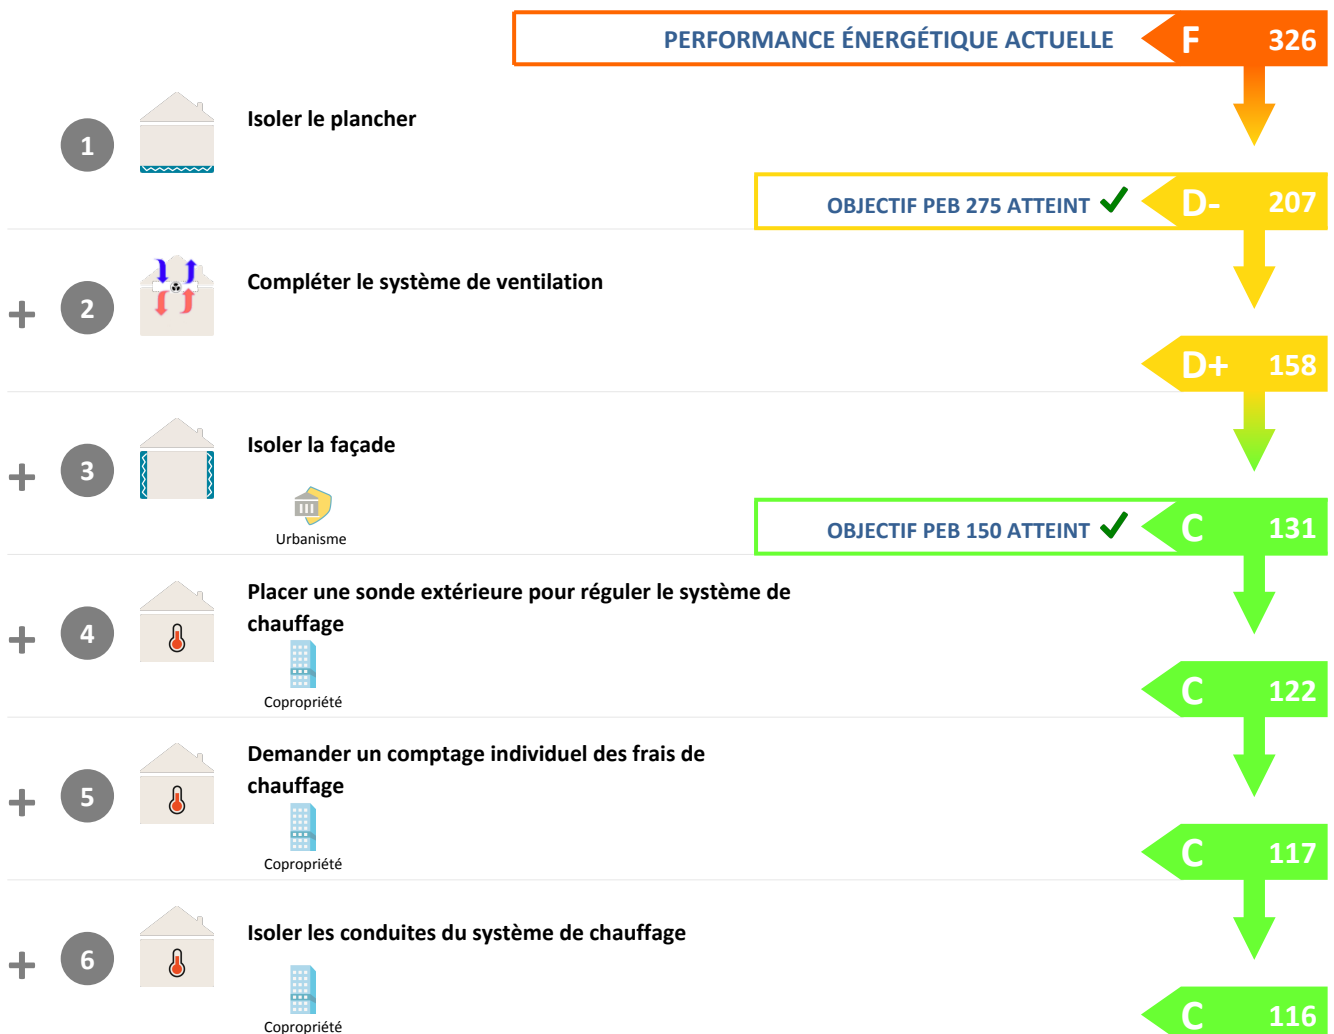 PERFORMANCE ÉNERGÉTIQUE ACTUELLE F 326
1 Isoler le plancher
OBJECTIF PEB 275 ATTEINT D- 207
+ 2 Compléter le système de ventilation
D+ 158
+ 3 Isoler la façade
Urbanisme
OBJECTIF PEB 150 ATTEINT C 131
+ 4 Placer une sonde extérieure pour réguler le système de
chauffage
Copropriété
C 122
+ 5 Demander un comptage individuel des frais de
chauffage
Copropriété
C 117
+ 6 Isoler les conduites du système de chauffage
Copropriété
C 116